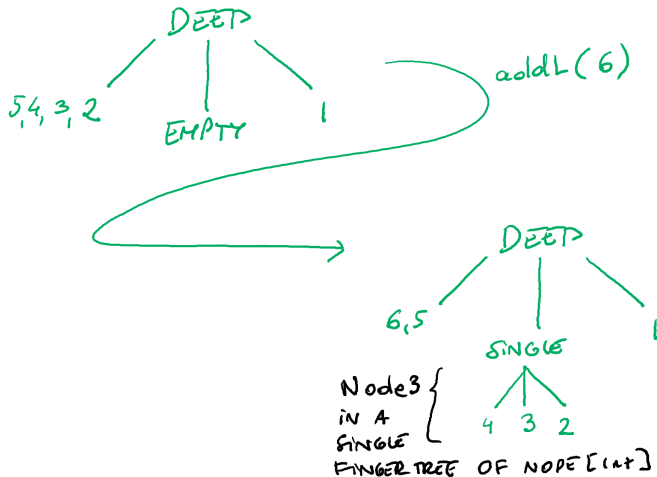 DEEP
addL(6)
5,4, 3, 2
EMPTY
1
DEEP
6,5
1
SINGLE
Node3
4 3 2
IN A
SINGLE
FINGERTREE OF NODE[Int]